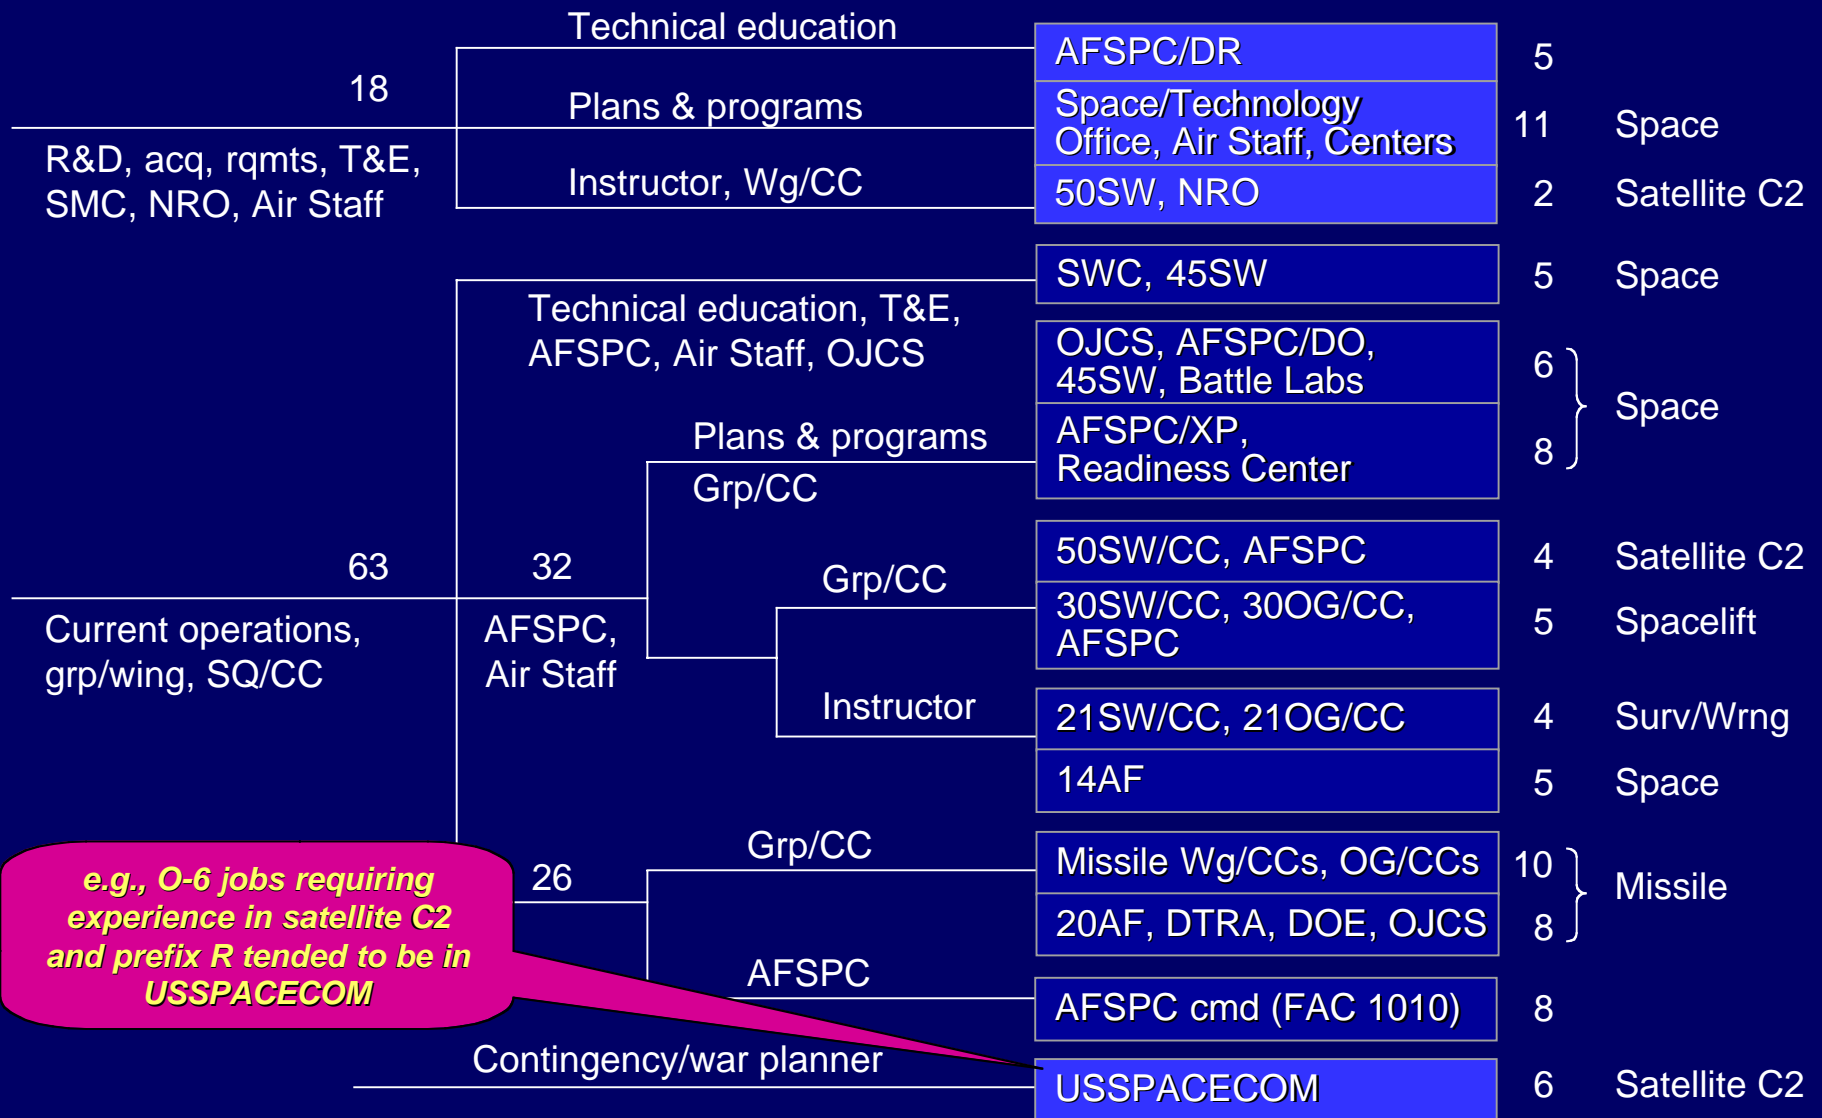 Technical education
AFSPC/DR
5
18
Plans & programs
Space/Technology
Office, Air Staff, Centers
11
Space
R&D, acq, rqmts, T&E,
SMC, NRO, Air Staff
Instructor, Wg/CC
50SW, NRO
2
Satellite C2
SWC, 45SW
5
Space
Technical education, T&E,
AFSPC, Air Staff, OJCS
OJCS, AFSPC/DO,
45SW, Battle Labs
6
Space
Plans & programs
Grp/CC
AFSPC/XP,
Readiness Center
8
63
32
Grp/CC
50SW/CC, AFSPC
4
Satellite C2
Current operations,
grp/wing, SQ/CC
AFSPC,
Air Staff
30SW/CC, 30OG/CC,
AFSPC
5
Spacelift
Instructor
21SW/CC, 21OG/CC
4
Surv/Wrng
14AF
5
Space
Grp/CC
Missile Wg/CCs, OG/CCs
10
Missile
26
20AF, DTRA, DOE, OJCS
8
e.g., O-6 jobs requiring
experience in satellite C2
and prefix R tended to be in
USSPACECOM
AFSPC
AFSPC cmd (FAC 1010)
8
Contingency/war planner
USSPACECOM
6
Satellite C2